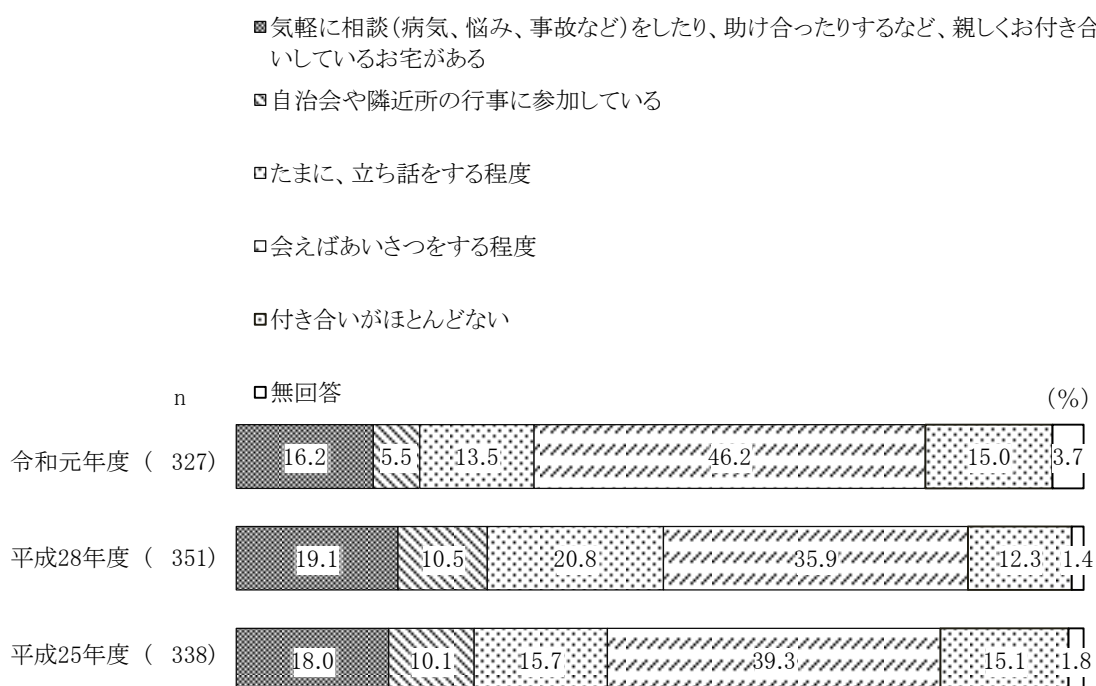 気軽に相談(病気、悩み、事故など)をしたり、助け合ったりするなど、親しくお付き合
いしているお宅がある
自治会や隣近所の行事に参加している
たまに、立ち話をする程度
会えばあいさつをする程度
付き合いがほとんどない
n 無回答 (%)
令和元年度 ( 327) 16.2 5.5 13.5 46.2 15.0 3.7
平成28年度 ( 351) 19.1 10.5 20.8 35.9 12.3 1.4
平成25年度 ( 338) 18.0 10.1 15.7 39.3 15.1 1.8